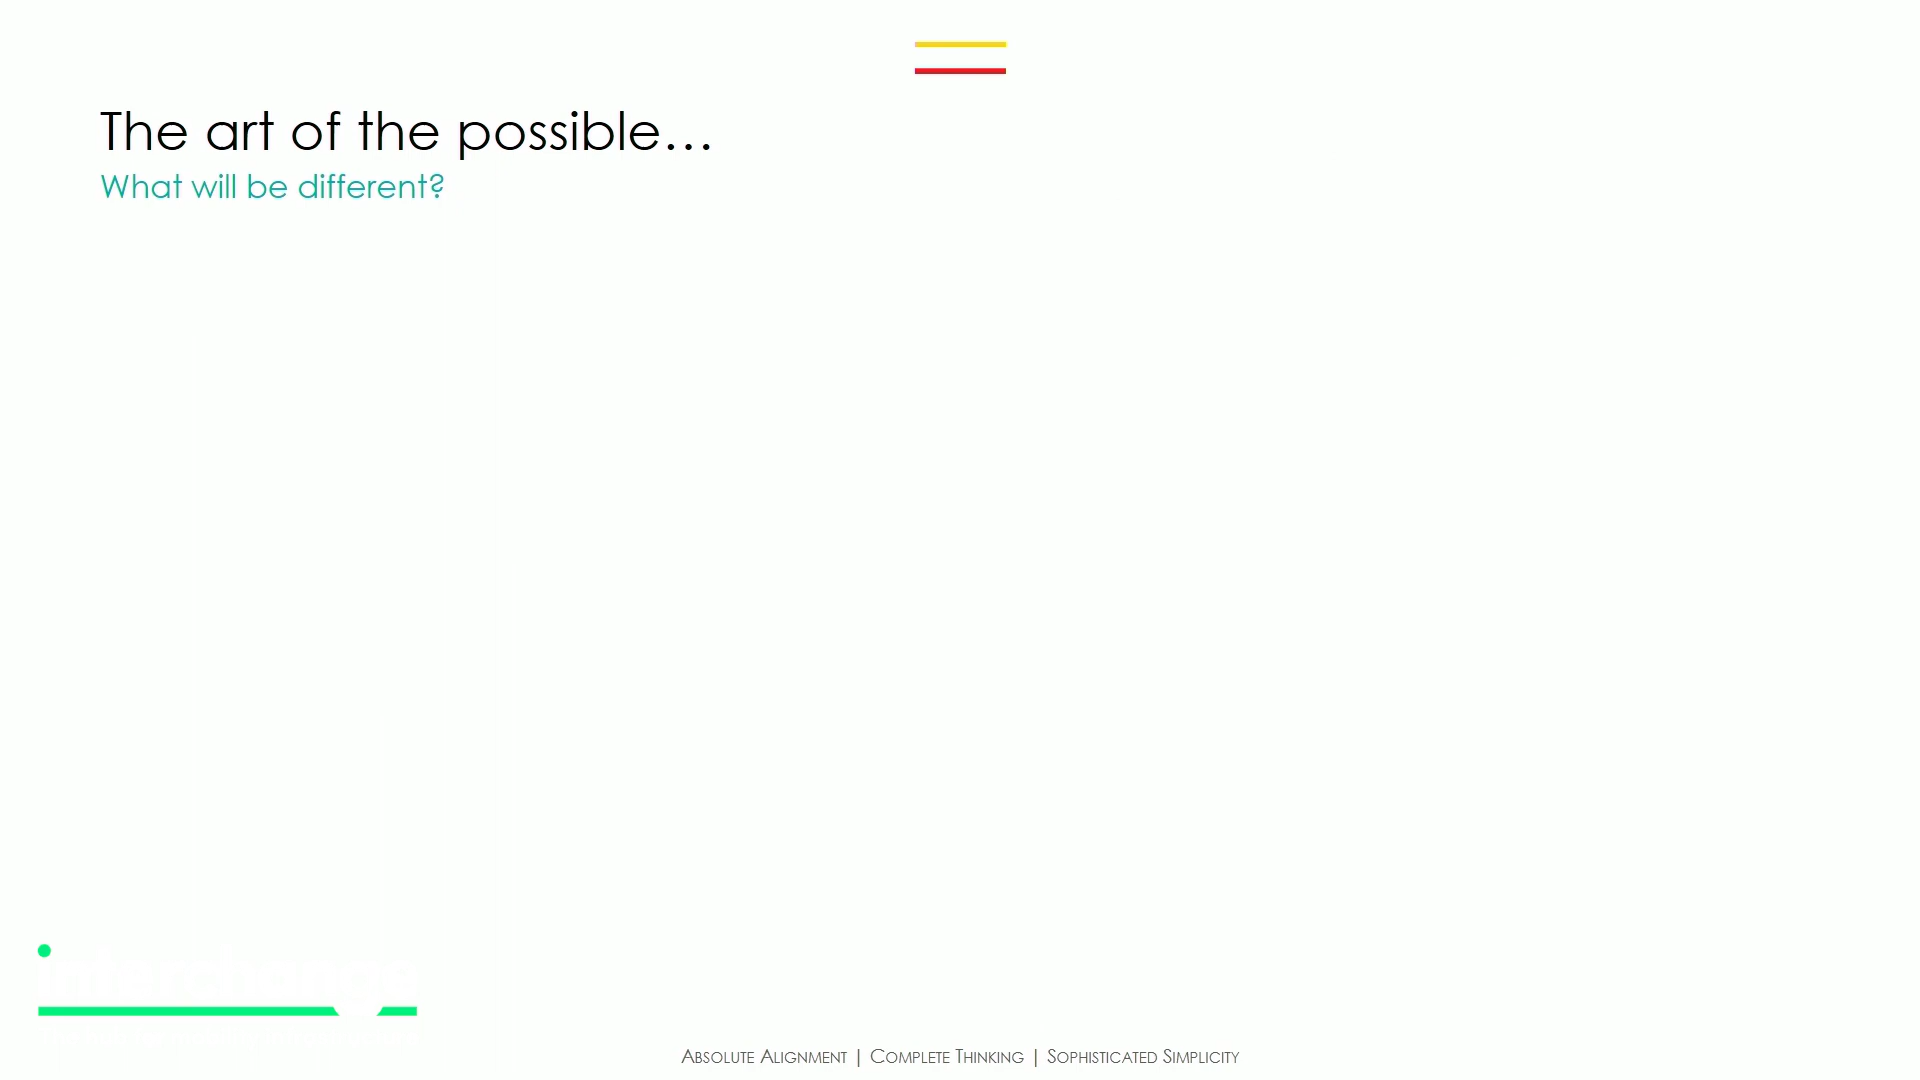 The art of the possible...
What will be different?
ABSOLUTE ALIGNMENT | COMPLETE THINKING | SOPHISTICATED SIMPLICITY